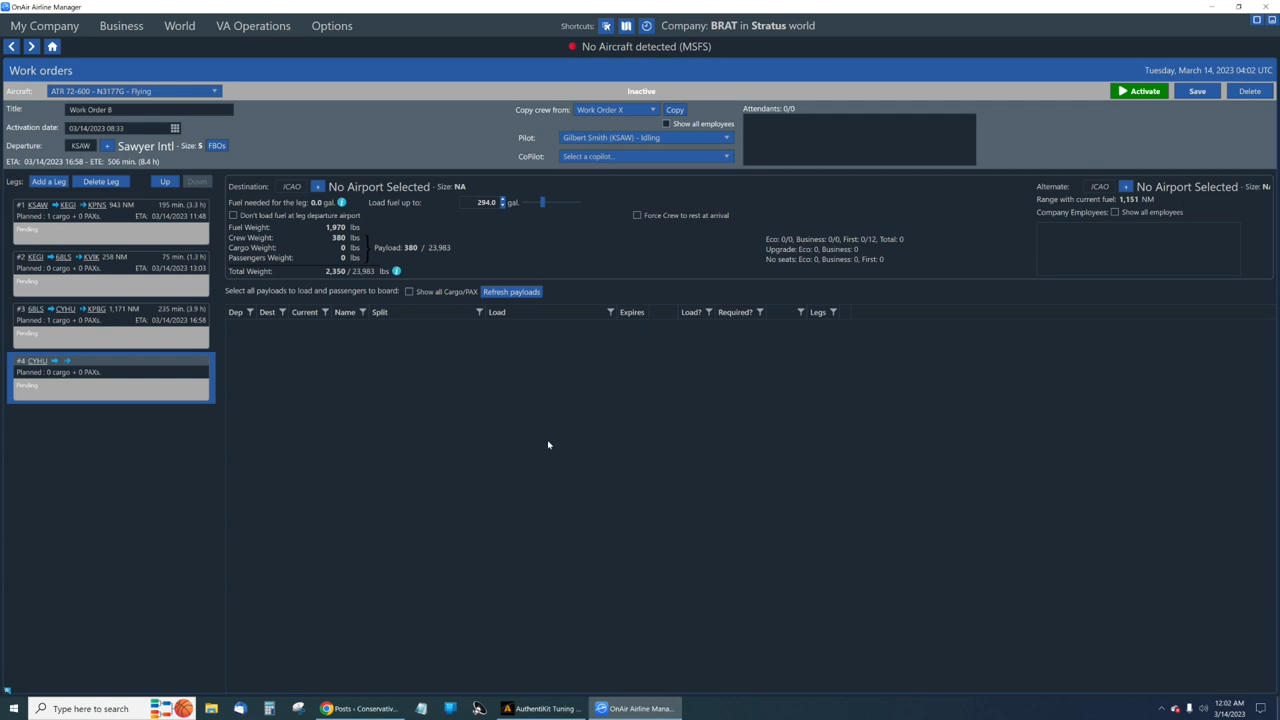 OnAir Airline Manager
My Company Business World VA Operations Options Shortcuts: Company: BRAT in Stratus world
No Aircraft detected (MSFS)
Work orders Tuesday, March 14, 2023 04:02 UTC
Aircraft: ATR 72-600 - N3177G - Flying Inactive Activate Save Delete
Title: Work Order 8 Copy crew from: Work Order X Copy Attendants: 0/0
Show all employees
Activation date: 03/14/2023 08:33
Pilot: Gilbert Smith (KSAW) - Idling
Departure: KSAW + Sawyer Intl - Size: 5 FBOs
CoPilot: Select a copilot...
ETA: 03/14/2023 16:58 - ETE: 506 min. (8.4 h)
Legs: Add a Leg Delete Leg Up Down
Destination: ICAO + No Airport Selected - Size: NA Alternate: ICAO + No Airport Selected - Size: N/
Fuel needed for the leg: 0.0 gal. Load fuel up to: 294.0 gal. Range with current fuel: 1,151 NM
Don't load fuel at leg departure airport Force Crew to rest at arrival Company Employees: Show all employees
Fuel Weight: 1,970 lbs
Crew Weight: 380 lbs
Cargo Weight: 0 lbs Payload: 380 / 23,983
Passengers Weight: 0 lbs
Total Weight: 2,350 / 23,983 lbs
Eco: 0/0, Business: 0/0, First: 0/12, Total: 0
Upgrade: Eco: 0, Business: 0
No seats: Eco: 0, Business: 0, First: 0
Select all payloads to load and passengers to board: Show all Cargo/PAX Refresh payloads
Dep Dest Current Name Split Load Expires Load? Required? Legs
#1 KSAW KEGI KPNS 943 NM 195 min. (3.3 h)
Planned : 1 cargo + 0 PAXs. ETA: 03/14/2023 11:48
Pending
#2 KEGI 68LS KVIK 258 NM 75 min. (1.3 h)
Planned : 1 cargo + 0 PAXs. ETA: 03/14/2023 13:03
Pending
#3 68LS CYHU KPBG 1,171 NM 235 min. (3.9 h)
Planned : 1 cargo + 0 PAXs. ETA: 03/14/2023 16:58
Pending
#4 CYHU
Planned : 0 cargo + 0 PAXs.
Pending
Type here to search Posts - Conservativ... AuthentiKit Tuning ... OnAir Airline Mana... 12:02 AM
3/14/2023